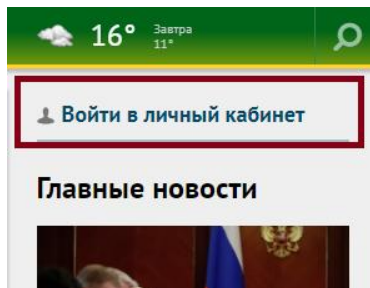 16° Завтра
11°
Войти в личный кабинет
Главные новости